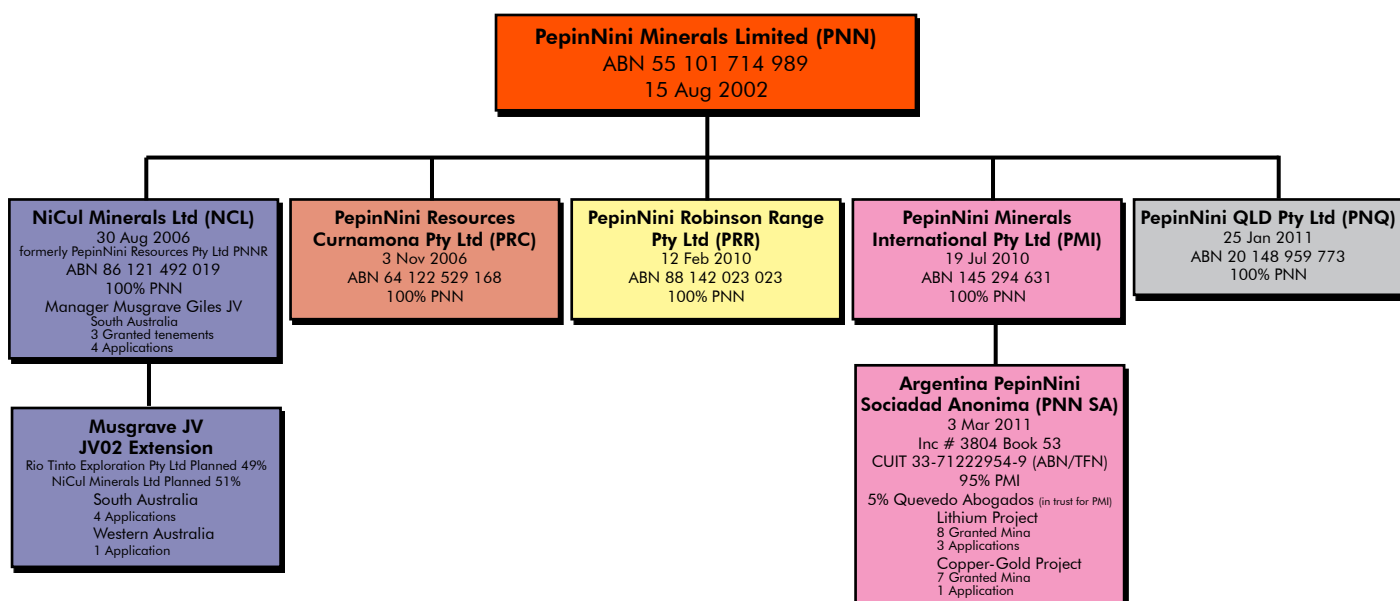 PepinNini Minerals Limited (PNN)
ABN 55 101 714 989
15 Aug 2002
NiCul Minerals Ltd (NCL)
30 Aug 2006
formerly PepinNini Resources Pty Ltd PNNR
ABN 86 121 492 019
100% PNN
Manager Musgrave Giles JV
South Australia
3 Granted tenements
4 Applications
PepinNini Resources
Curnamona Pty Ltd (PRC)
3 Nov 2006
ABN 64 122 529 168
100% PNN
PepinNini Robinson Range
Pty Ltd (PRR)
12 Feb 2010
ABN 88 142 023 023
100% PNN
PepinNini Minerals
International Pty Ltd (PMI)
19 Jul 2010
ABN 145 294 631
100% PNN
PepinNini QLD Pty Ltd (PNQ)
25 Jan 2011
ABN 20 148 959 773
100% PNN
Musgrave JV
JV02 Extension
Rio Tinto Exploration Pty Ltd Planned 49%
NiCul Minerals Ltd Planned 51%
South Australia
4 Applications
Western Australia
1 Application
Argentina PepinNini
Sociadad Anonima (PNN SA)
3 Mar 2011
Inc # 3804 Book 53
CUIT 33-71222954-9 (ABN/TFN)
95% PMI
5% Quevedo Abogados (in trust for PMI)
Lithium Project
8 Granted Mina
3 Applications
Copper-Gold Project
7 Granted Mina
1 Application